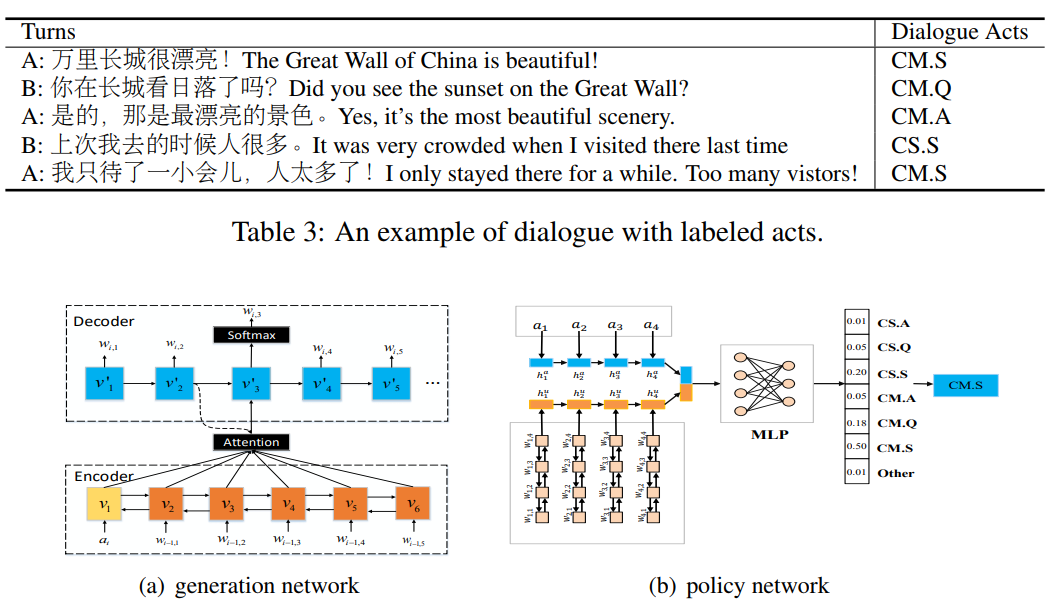 Turns Dialogue Acts
A: 万里长城很漂亮！The Great Wall of China is beautiful! CM.S
B: 你在长城看日落了吗？Did you see the sunset on the Great Wall? CM.Q
A: 是的，那是最漂亮的景色。Yes, it's the most beautiful scenery. CM.A
B: 上次我去的时候人很多。It was very crowded when I visited there last time CS.S
A: 我只待了一小会儿，人太多了！I only stayed there for a while. Too many vistors! CM.S
Table 3: An example of dialogue with labeled acts.
Decoder
w_{i,1} w_{i,2} w_{i,3} w_{i,4} w_{i,5}
Softmax
v'_1 v'_2 v'_3 v'_4 v'_5 ...
Attention
Encoder
v_1 v_2 v_3 v_4 v_5 v_6
a_i w_{i-1,1} w_{i-1,2} w_{i-1,3} w_{i-1,4} w_{i-1,5}
(a) generation network
a_1 a_2 a_3 a_4
h_1^a h_2^a h_3^a h_4^a
h_1^u h_2^u h_3^u h_4^u
w_{1,4} w_{2,4} w_{3,4} w_{4,4}
w_{1,3} w_{2,3} w_{3,3} w_{4,3}
w_{1,2} w_{2,2} w_{3,2} w_{4,2}
w_{1,1} w_{2,1} w_{3,1} w_{4,1}
MLP
0.01 CS.A
0.05 CS.Q
0.20 CS.S
0.05 CM.A
0.18 CM.Q
0.50 CM.S
0.01 Other
CM.S
(b) policy network